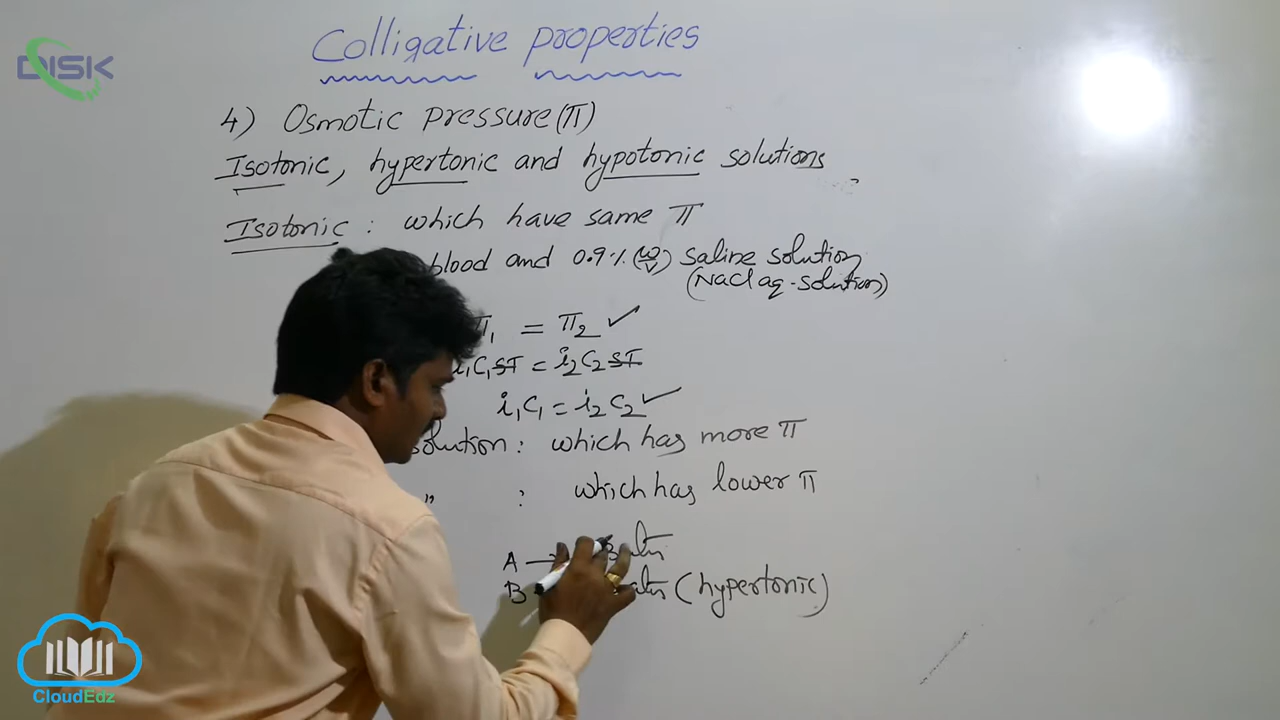 Colligative properties
DISK
4) Osmotic pressure (π)
Isotonic, hypertonic and hypotonic solutions
Isotonic : which have same π
blood and 0.9% (w/v) saline solution
(NaCl aq. solution)
π₁ = π₂ ✓
i₁C₁ST = i₂C₂ST
i₁C₁ = i₂C₂ ✓
solution : which has more π
" : which has lower π
A →
B (hypertonic)
CloudEdz